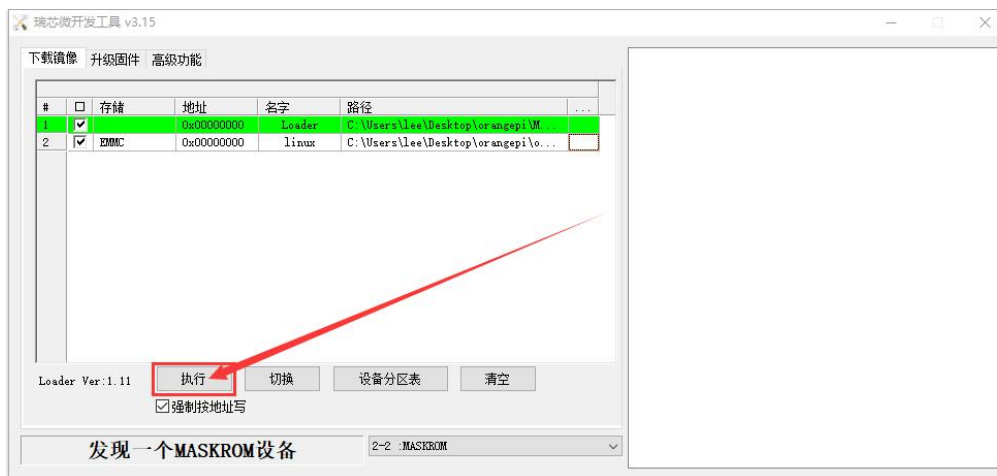 瑞芯微开发工具 v3.15
下载镜像 升级固件 高级功能
# 存储 地址 名字 路径 ...
1 0x00000000 Loader C:\Users\lee\Desktop\orangepi\M...
2 EMMC 0x00000000 linux C:\Users\lee\Desktop\orangepi\o...
Loader Ver:1.11 执行 切换 设备分区表 清空
强制按地址写
发现一个MASKROM设备 2-2 :MASKROM